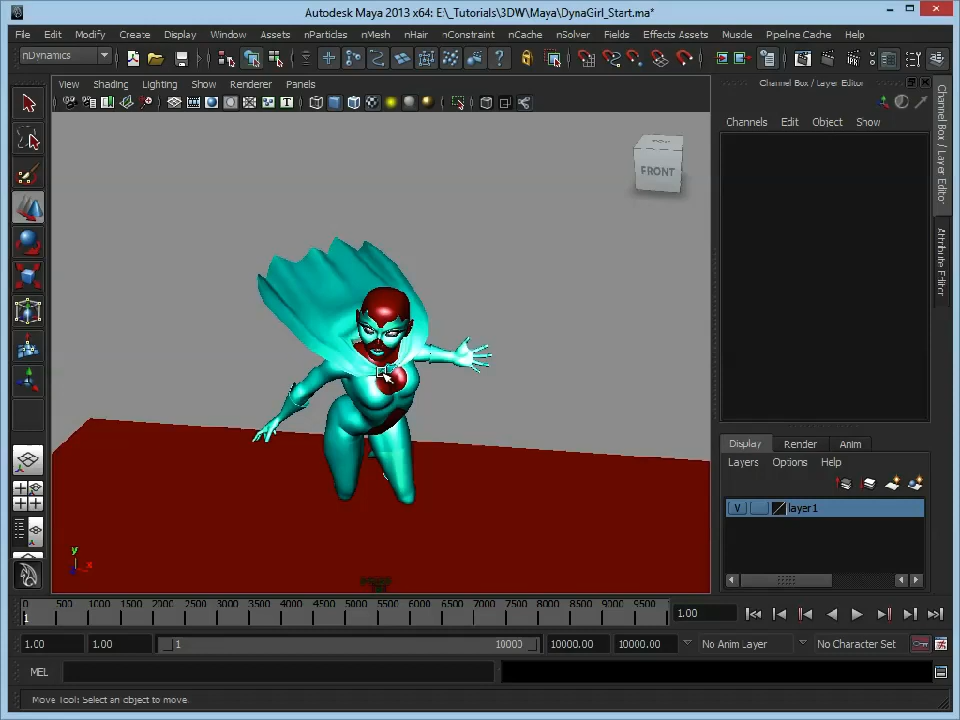 Autodesk Maya 2013 x64: E:\_Tutorials\3DW\Maya\DynaGirl_Start.ma*
File Edit Modify Create Display Window Assets nParticles nMesh nHair nConstraint nCache nSolver Fields Effects Assets Muscle Pipeline Cache Help
nDynamics
View Shading Lighting Show Renderer Panels
Channel Box / Layer Editor
Channels Edit Object Show
FRONT
Channel Box / Layer Editor
Attribute Editor
Display Render Anim
Layers Options Help
V layer1
y
x
0 500 1000 1500 2000 2500 3000 3500 4000 4500 5000 5500 6000 6500 7000 7500 8000 8500 9000 9500
1
1.00
1.00 1.00 1 10000 10000.00 10000.00 No Anim Layer No Character Set
MEL
Move Tool: Select an object to move.